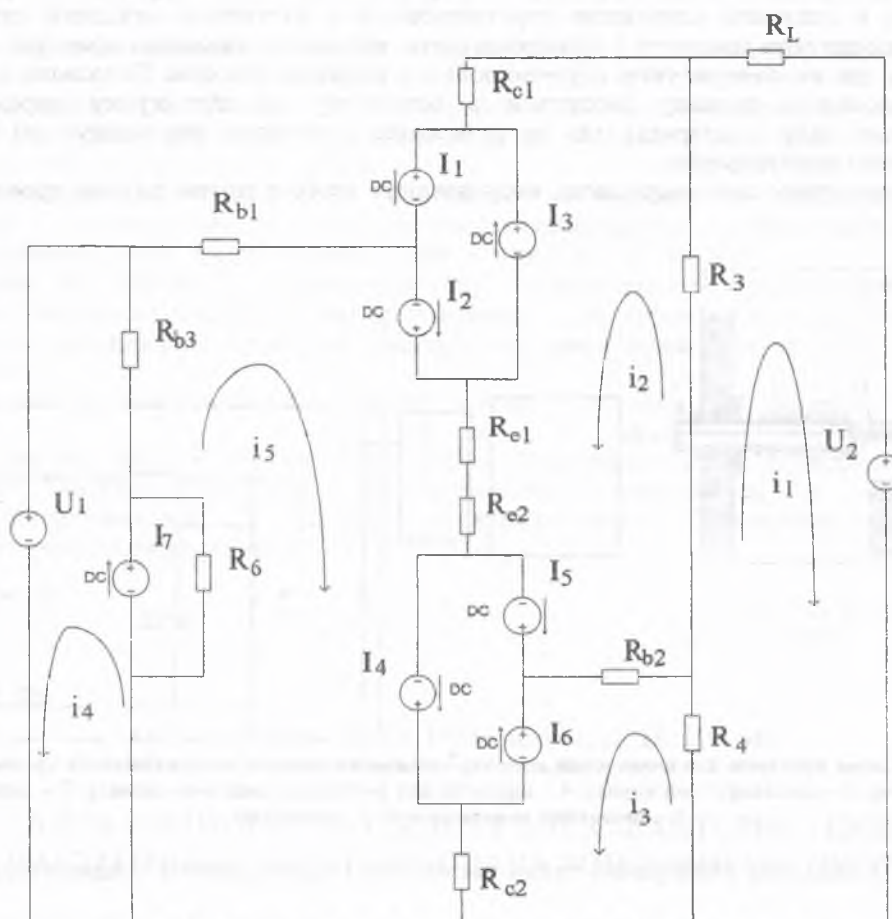 R_L
R_c1
I_1
DC
R_b1
I_3
DC
I_2
DC
R_3
R_b3
i_2
R_e1
i_5
U_2
i_1
R_e2
U1
I_7
R_6
DC
I_5
DC
R_b2
I_4
DC
i_4
I_6
DC
R_4
i_3
R_c2